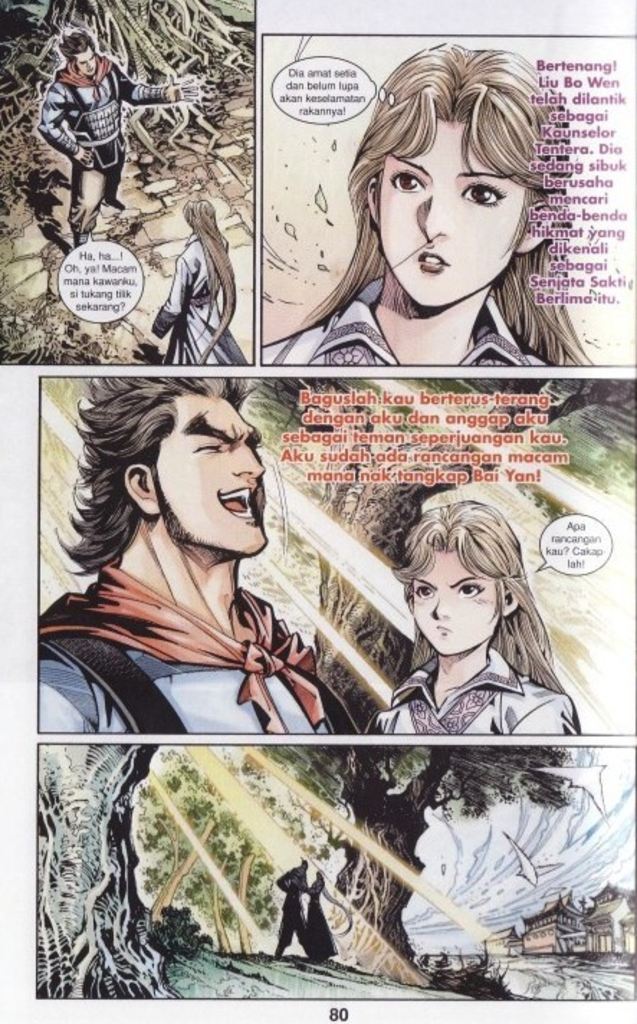 Ha, ha...!
Oh, ya! Macam
mana kawanku,
si tukang tilik
sekarang?
Dia amat setia
dan belum lupa
akan keselamatan
rakannya!
Bertenang!
Liu Bo Wen
telah dilantik
sebagai
Kaunselor
Tentera. Dia
sedang sibuk
berusaha
mencari
benda-benda
hikmat yang
dikenali
sebagai
Senjata Sakti
Berlima itu.
Baguslah kau berterus-terang
dengan aku dan anggap aku
sebagai teman seperjuangan kau.
Aku sudah ada rancangan macam
mana nak tangkap Bai Yan!
Apa
rancangan
kau? Cakap-
lah!
80